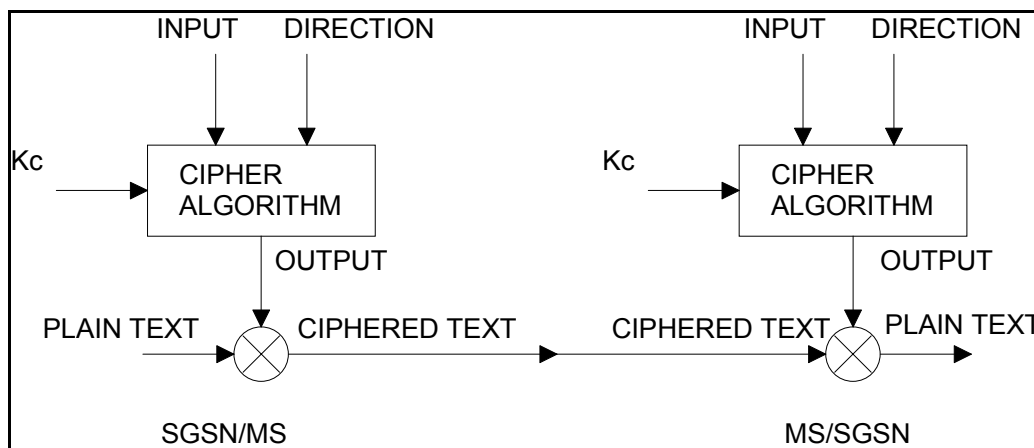 INPUT DIRECTION INPUT DIRECTION
Kc Kc
CIPHER
ALGORITHM
CIPHER
ALGORITHM
OUTPUT OUTPUT
PLAIN TEXT CIPHERED TEXT CIPHERED TEXT PLAIN TEXT
SGSN/MS MS/SGSN